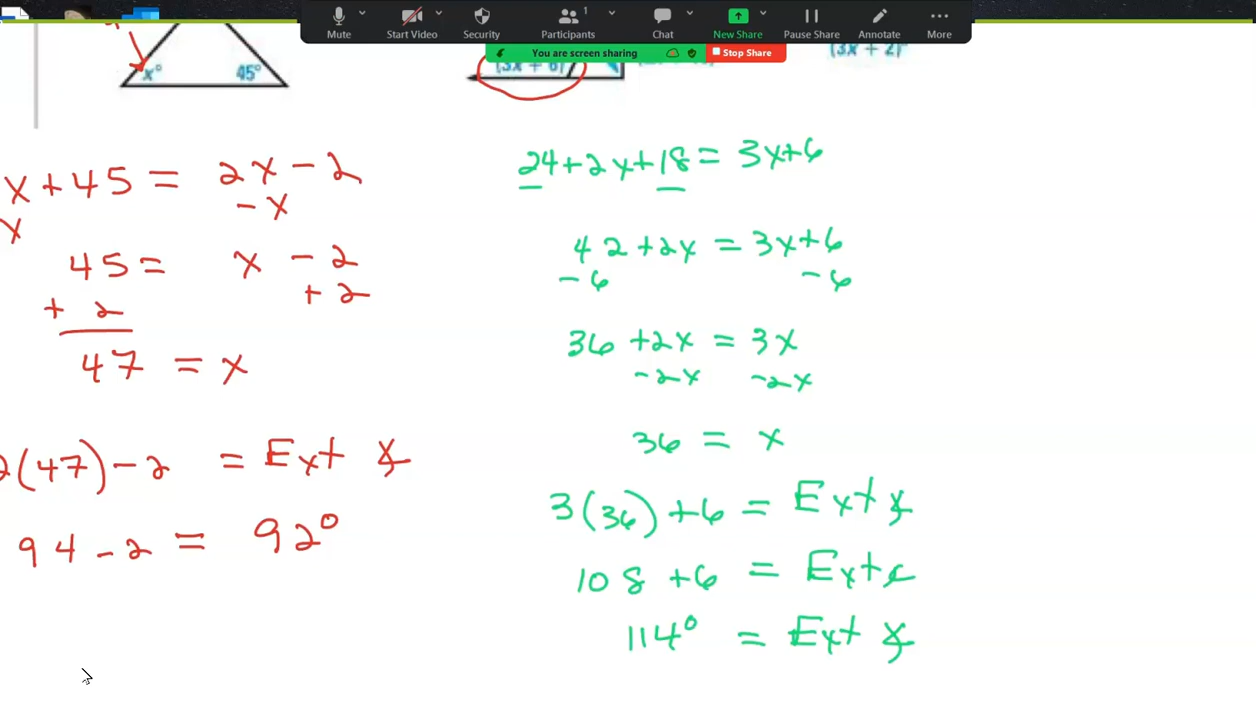 Mute
Start Video
Security
Participants
1
Chat
New Share
Pause Share
Annotate
More
You are screen sharing
Stop Share
x°
45°
(3x + 6)°
(3x + 2)°
x + 45 = 2x - 2
x - x
45 = x - 2
+ 2 + 2
47 = x
2(47) - 2 = Ext ∡
94 - 2 = 92°
24 + 2x + 18 = 3x + 6
42 + 2x = 3x + 6
- 6 - 6
36 + 2x = 3x
- 2x - 2x
36 = x
3(36) + 6 = Ext ∡
108 + 6 = Ext ∡
114° = Ext ∡